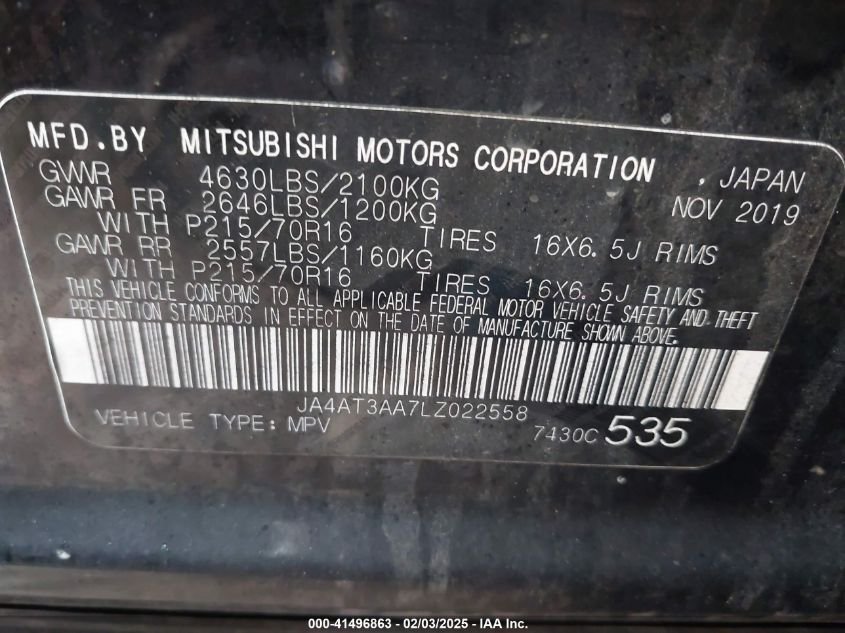 MFD.BY MITSUBISHI MOTORS CORPORATION , JAPAN
GVWR 4630LBS/2100KG NOV 2019
GAWR FR 2646LBS/1200KG
WITH P215/70R16 TIRES 16X6.5J RIMS
GAWR RR 2557LBS/1160KG
WITH P215/70R16 TIRES 16X6.5J RIMS
THIS VEHICLE CONFORMS TO ALL APPLICABLE FEDERAL MOTOR VEHICLE SAFETY AND THEFT
PREVENTION STANDARDS IN EFFECT ON THE DATE OF MANUFACTURE SHOWN ABOVE.
JA4AT3AA7LZ022558
VEHICLE TYPE: MPV 7430C 535
000-41496863 - 02/03/2025 - IAA Inc.